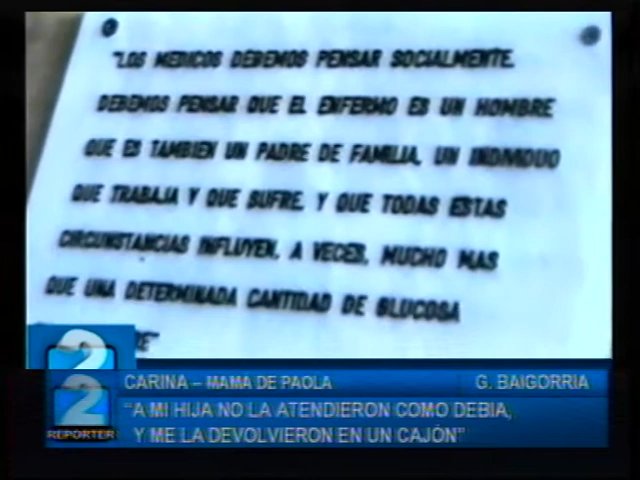 "LOS MEDICOS DEBEMOS PENSAR SOCIALMENTE.
DEBEMOS PENSAR QUE EL ENFERMO ES UN HOMBRE
QUE ES TAMBIEN UN PADRE DE FAMILIA, UN INDIVIDUO
QUE TRABAJA Y QUE SUFRE, Y QUE TODAS ESTAS
CIRCUNSTANCIAS INFLUYEN, A VECES, MUCHO MAS
QUE UNA DETERMINADA CANTIDAD DE GLUCOSA
2
2
REPORTER
CARINA – MAMA DE PAOLA
G. BAIGORRIA
"A MI HIJA NO LA ATENDIERON COMO DEBIA,
Y ME LA DEVOLVIERON EN UN CAJÓN"